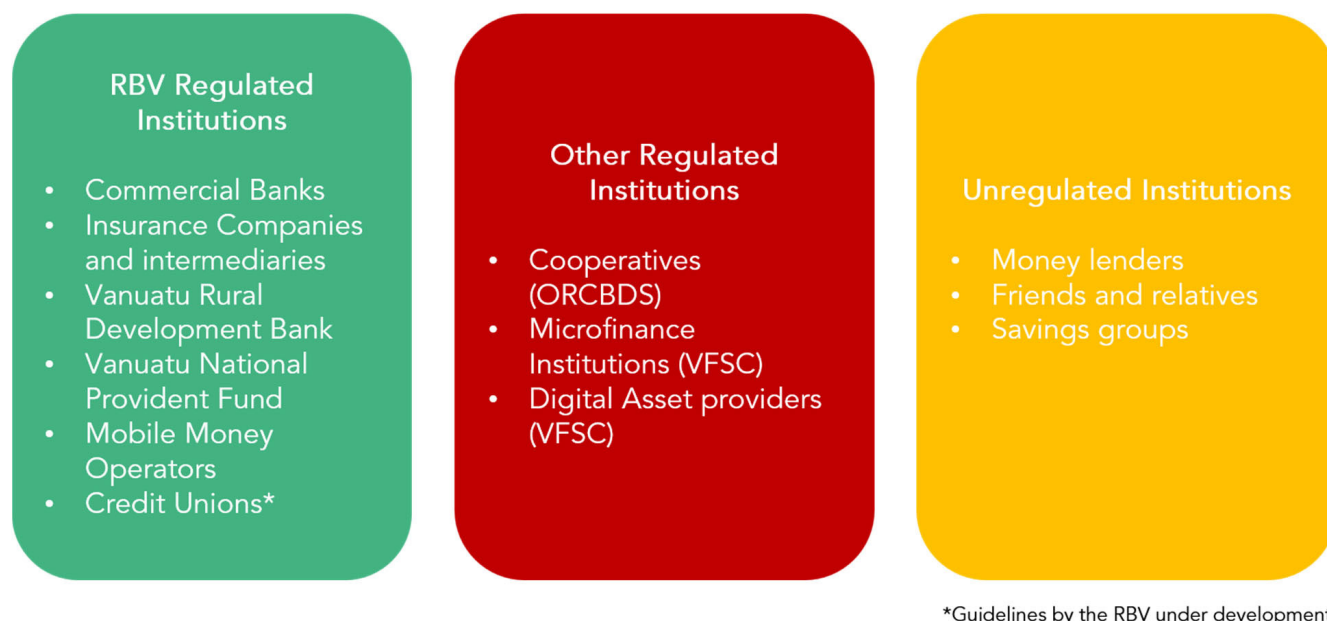 RBV Regulated
Institutions
• Commercial Banks
• Insurance Companies
and intermediaries
• Vanuatu Rural
Development Bank
• Vanuatu National
Provident Fund
• Mobile Money
Operators
• Credit Unions*
Other Regulated
Institutions
• Cooperatives
(ORCBDS)
• Microfinance
Institutions (VFSC)
• Digital Asset providers
(VFSC)
Unregulated Institutions
• Money lenders
• Friends and relatives
• Savings groups
*Guidelines by the RBV under development